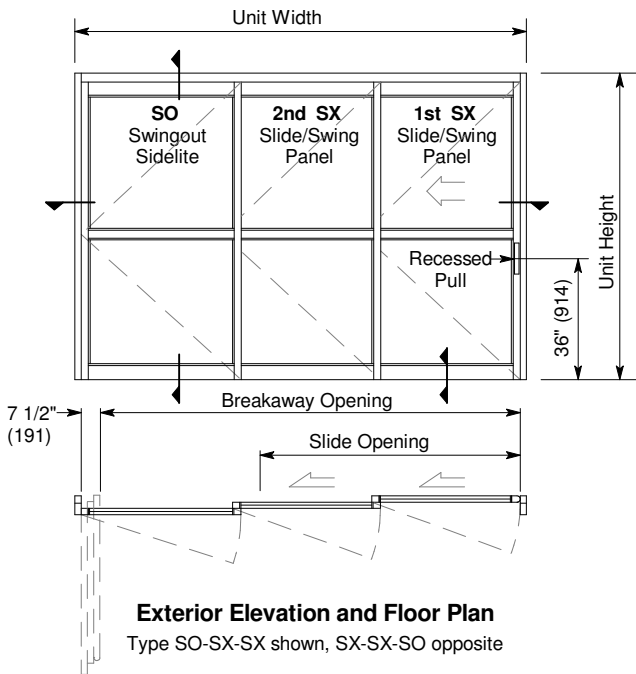 Unit Width
SO
Swingout
Sidelite
2nd SX
Slide/Swing
Panel
1st SX
Slide/Swing
Panel
Recessed
Pull
36" (914)
Unit Height
7 1/2"
(191)
Breakaway Opening
Slide Opening
Exterior Elevation and Floor Plan
Type SO-SX-SX shown, SX-SX-SO opposite